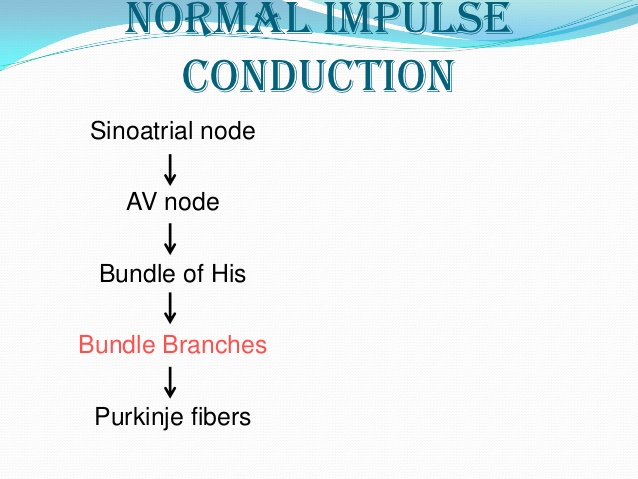 NORMAL IMPULSE
CONDUCTION
Sinoatrial node
AV node
Bundle of His
Bundle Branches
Purkinje fibers